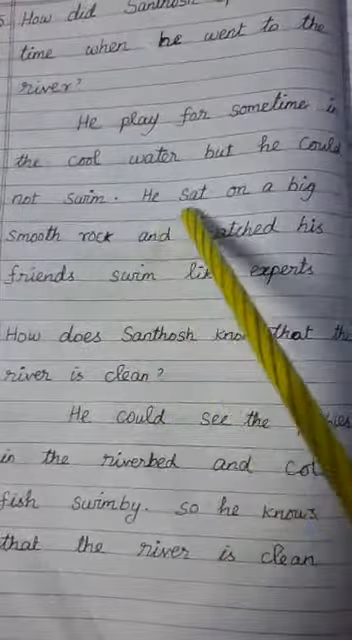 5. How did Santhosh
time when he went to the
river?
He play for sometime in
the cool water but he could
not swim. He sat on a big
smooth rock and watched his
friends swim like experts
How does Santhosh know that the
river is clean?
He could see the
in the riverbed and
fish swimby. so he knows
that the river is clean